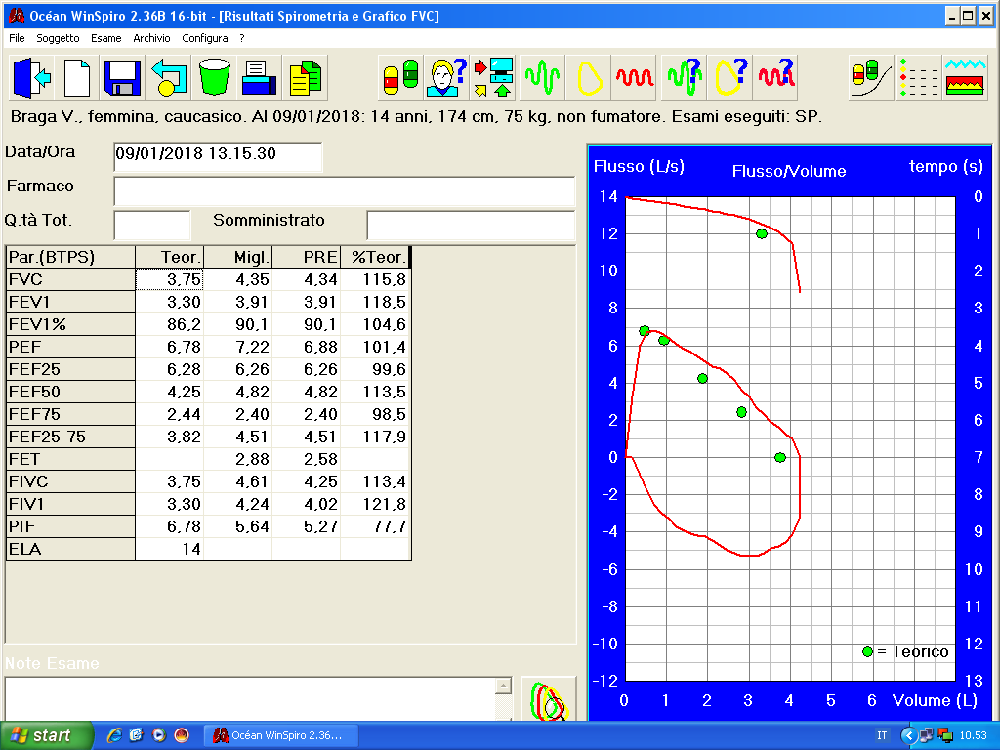 Océan WinSpiro 2.36B 16-bit - [Risultati Spirometria e Grafico FVC]
File Soggetto Esame Archivio Configura ?
Braga V., femmina, caucasico. Al 09/01/2018: 14 anni, 174 cm, 75 kg, non fumatore. Esami eseguiti: SP.
Data/Ora 09/01/2018 13.15.30
Farmaco
Q.tà Tot. Somministrato
Par.(BTPS) Teor. Migl. PRE %Teor.
FVC 3,75 4,35 4,34 115,8
FEV1 3,30 3,91 3,91 118,5
FEV1% 86,2 90,1 90,1 104,6
PEF 6,78 7,22 6,88 101,4
FEF25 6,28 6,26 6,26 99,6
FEF50 4,25 4,82 4,82 113,5
FEF75 2,44 2,40 2,40 98,5
FEF25-75 3,82 4,51 4,51 117,9
FET 2,88 2,58
FIVC 3,75 4,61 4,25 113,4
FIV1 3,30 4,24 4,02 121,8
PIF 6,78 5,64 5,27 77,7
ELA 14
Note Esame
Flusso (L/s) Flusso/Volume tempo (s)
14 0
12 1
10 2
8 3
6 4
4 5
2 6
0 7
-2 8
-4 9
-6 10
-8 11
-10 = Teorico 12
-12 13
0 1 2 3 4 5 6 Volume (L)
start Océan WinSpiro 2.36... IT 10.53